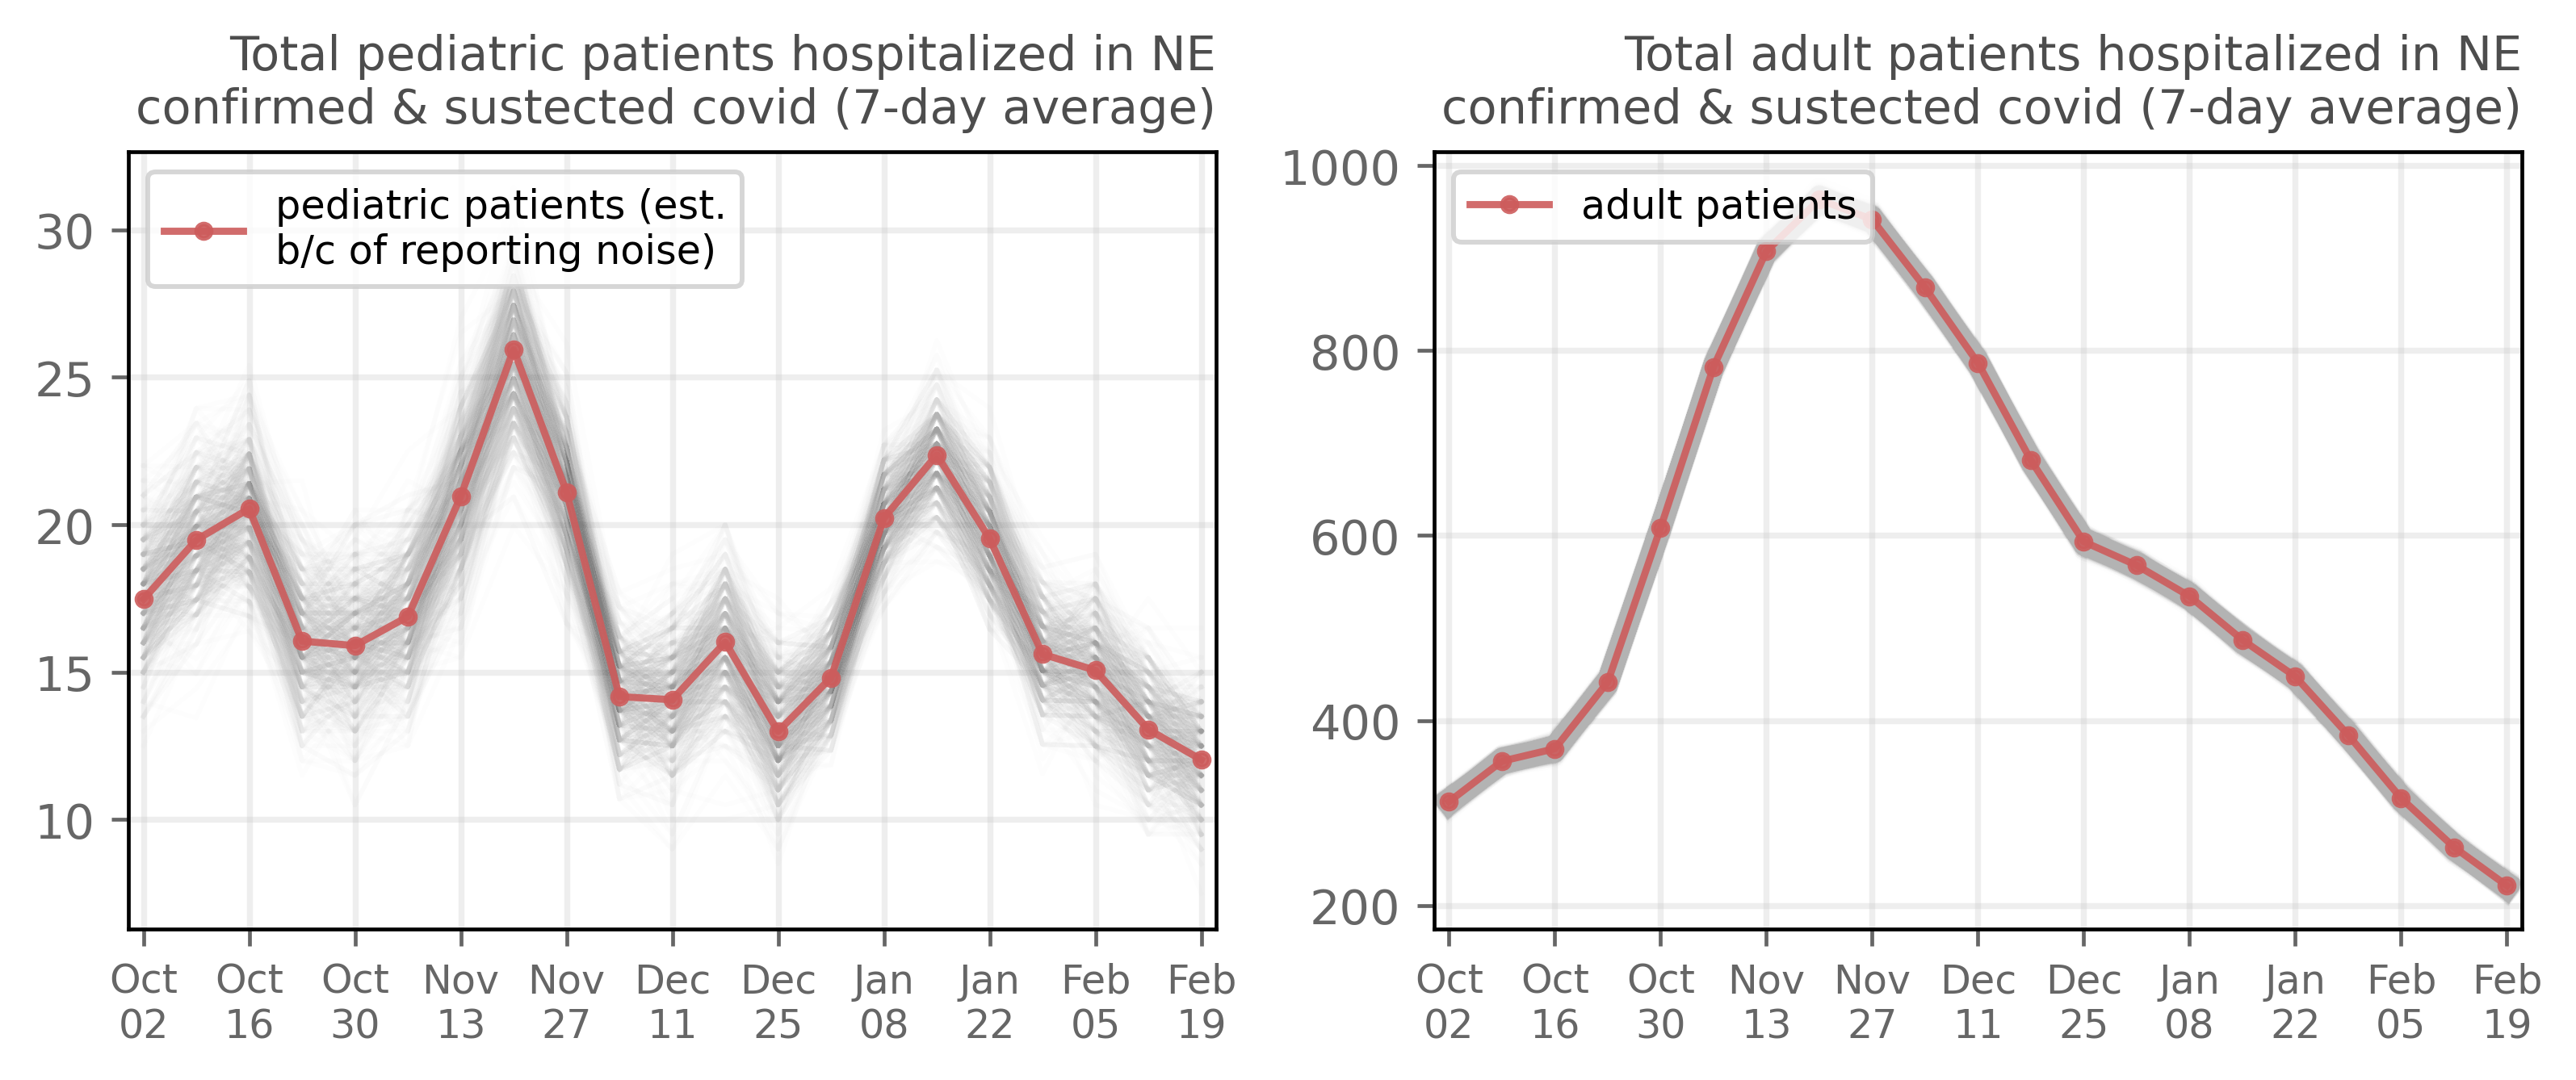 Total pediatric patients hospitalized in NE
confirmed & sustected covid (7-day average)
pediatric patients (est.
b/c of reporting noise)
30
25
20
15
10
Oct Oct Oct Nov Nov Dec Dec Jan Jan Feb Feb
02 16 30 13 27 11 25 08 22 05 19
Total adult patients hospitalized in NE
confirmed & sustected covid (7-day average)
adult patients
1000
800
600
400
200
Oct Oct Oct Nov Nov Dec Dec Jan Jan Feb Feb
02 16 30 13 27 11 25 08 22 05 19